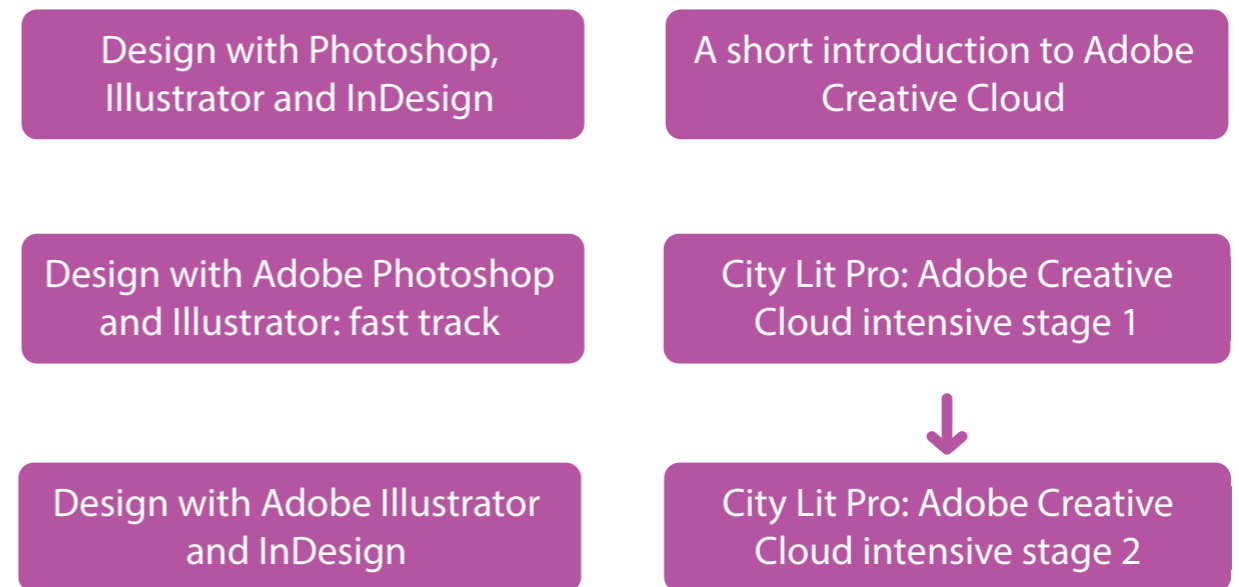 Design with Photoshop,
Illustrator and InDesign
A short introduction to Adobe
Creative Cloud
Design with Adobe Photoshop
and Illustrator: fast track
City Lit Pro: Adobe Creative
Cloud intensive stage 1
Design with Adobe Illustrator
and InDesign
City Lit Pro: Adobe Creative
Cloud intensive stage 2